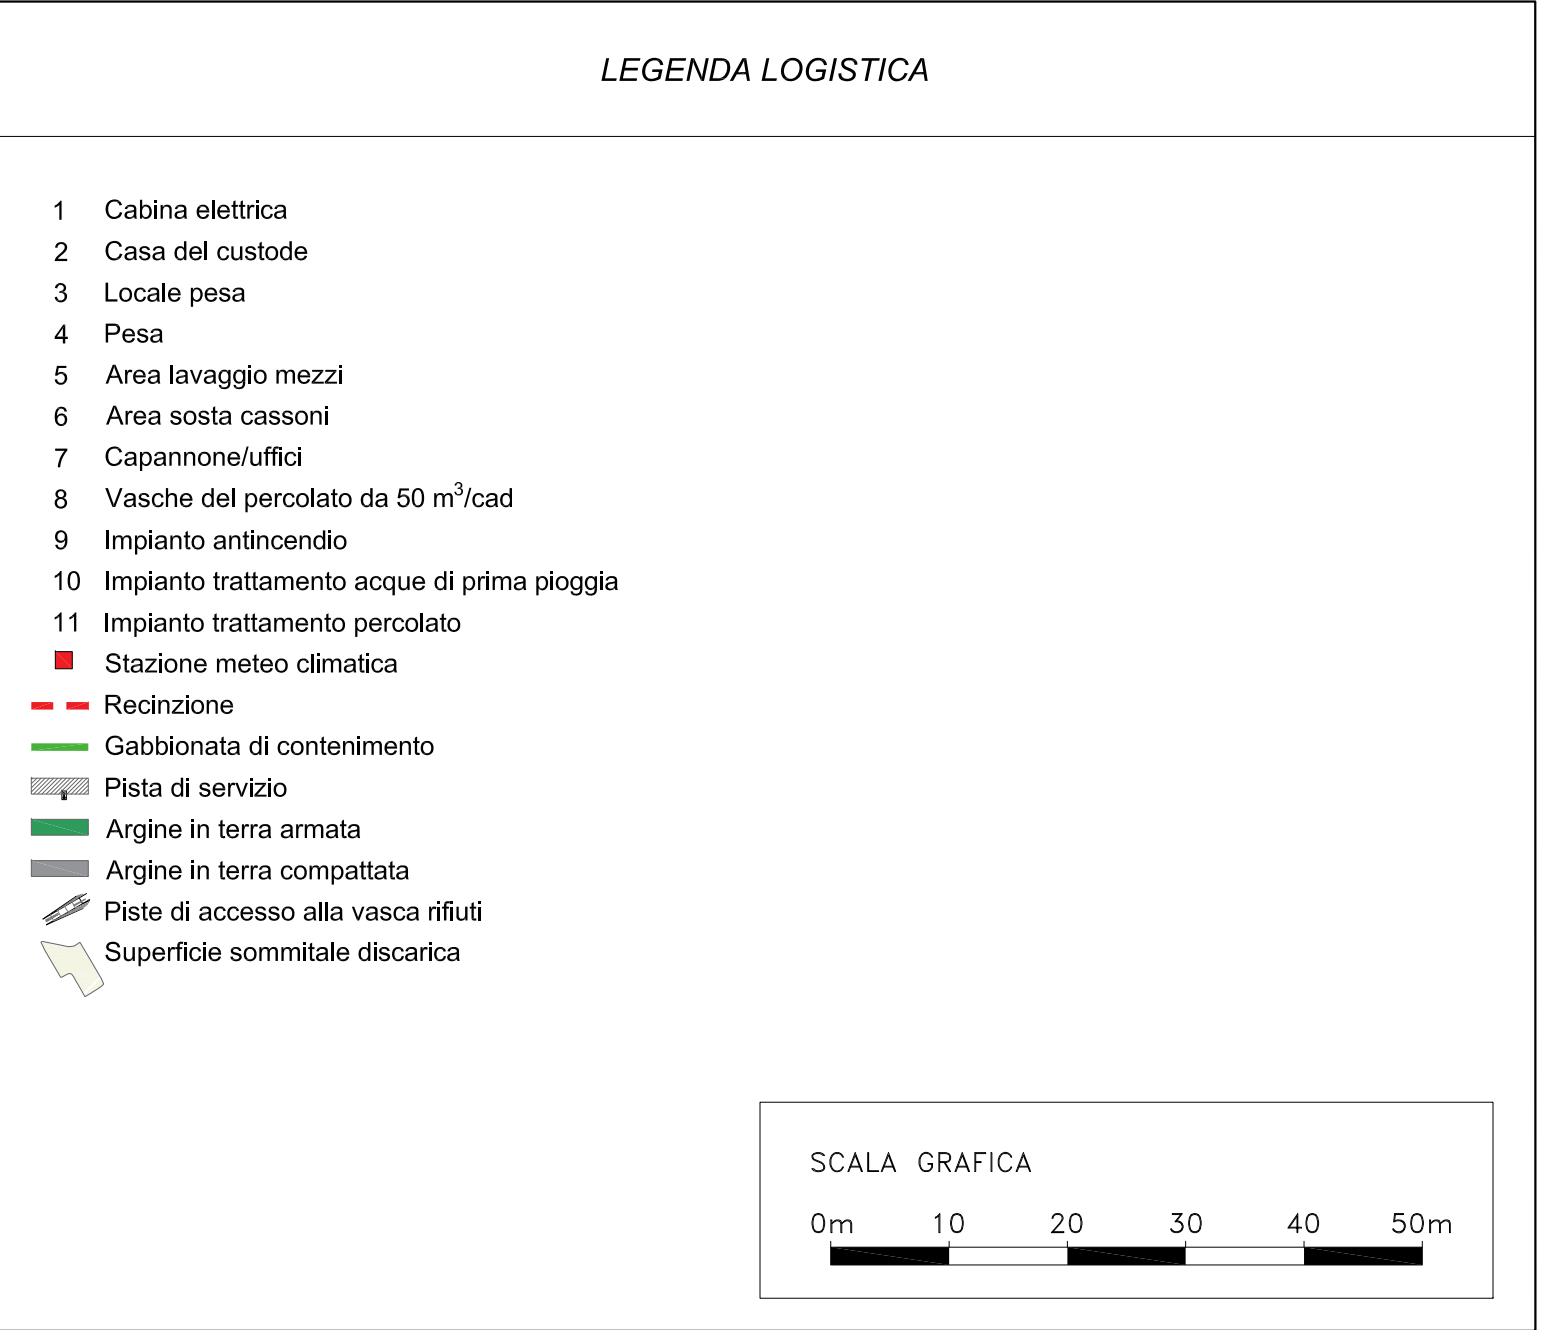 LEGENDA LOGISTICA
1 Cabina elettrica
2 Casa del custode
3 Locale pesa
4 Pesa
5 Area lavaggio mezzi
6 Area sosta cassoni
7 Capannone/uffici
8 Vasche del percolato da 50 m³/cad
9 Impianto antincendio
10 Impianto trattamento acque di prima pioggia
11 Impianto trattamento percolato
Stazione meteo climatica
Recinzione
Gabbionata di contenimento
Pista di servizio
Argine in terra armata
Argine in terra compattata
Piste di accesso alla vasca rifiuti
Superficie sommitale discarica
SCALA GRAFICA
0m 10 20 30 40 50m